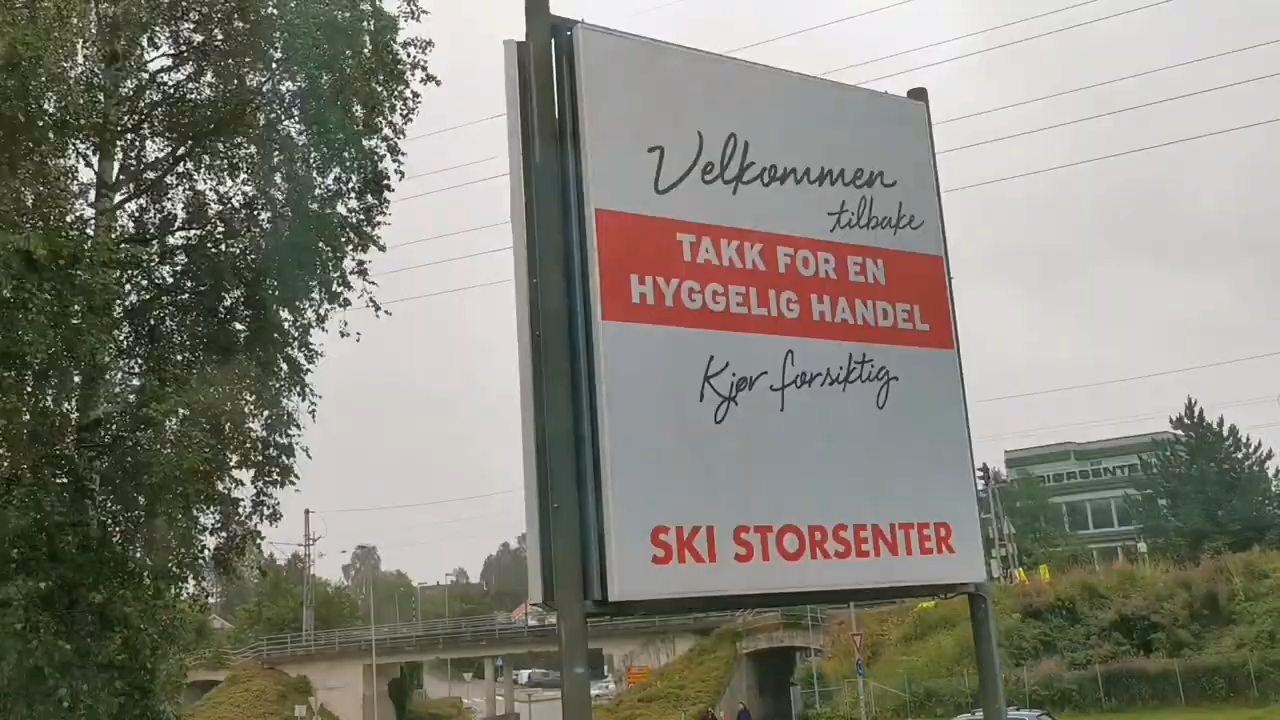 Velkommen
tilbake
TAKK FOR EN
HYGGELIG HANDEL
Kjør forsiktig
SKI STORSENTER